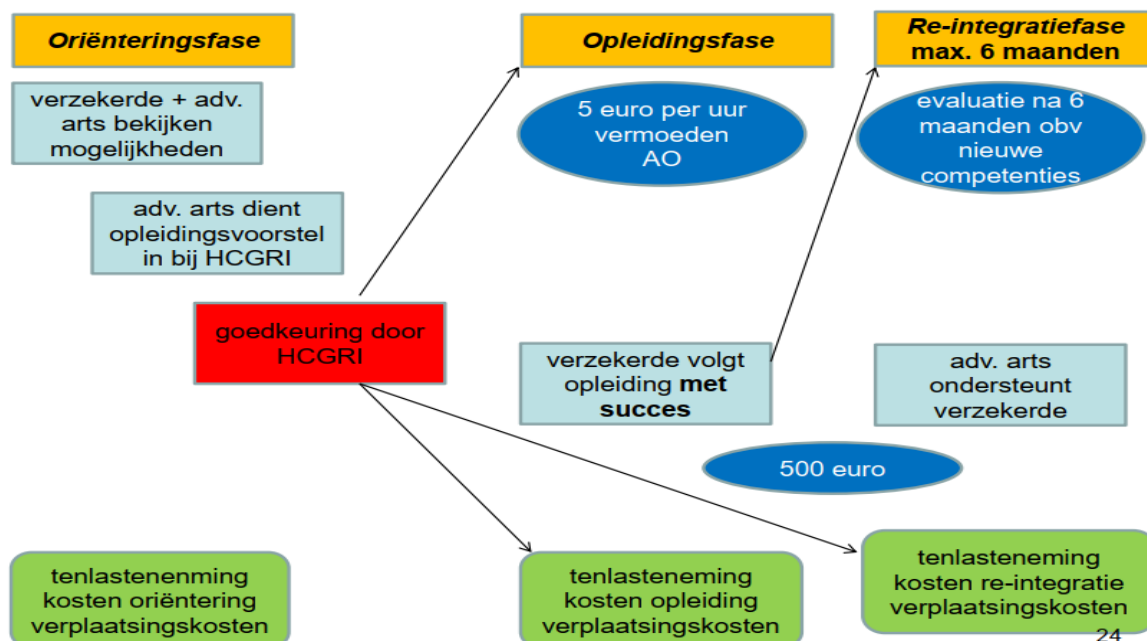 Oriënteringsfase
verzekerde + adv.
arts bekijken
mogelijkheden
adv. arts dient
opleidingsvoorstel
in bij HCGRI
goedkeuring door
HCGRI
tenlastenenming
kosten oriëntering
verplaatsingskosten
Opleidingsfase
5 euro per uur
vermoeden
AO
verzekerde volgt
opleiding met
succes
500 euro
tenlasteneming
kosten opleiding
verplaatsingskosten
Re-integratiefase
max. 6 maanden
evaluatie na 6
maanden obv
nieuwe
competenties
adv. arts
ondersteunt
verzekerde
tenlasteneming
kosten re-integratie
verplaatsingskosten
24